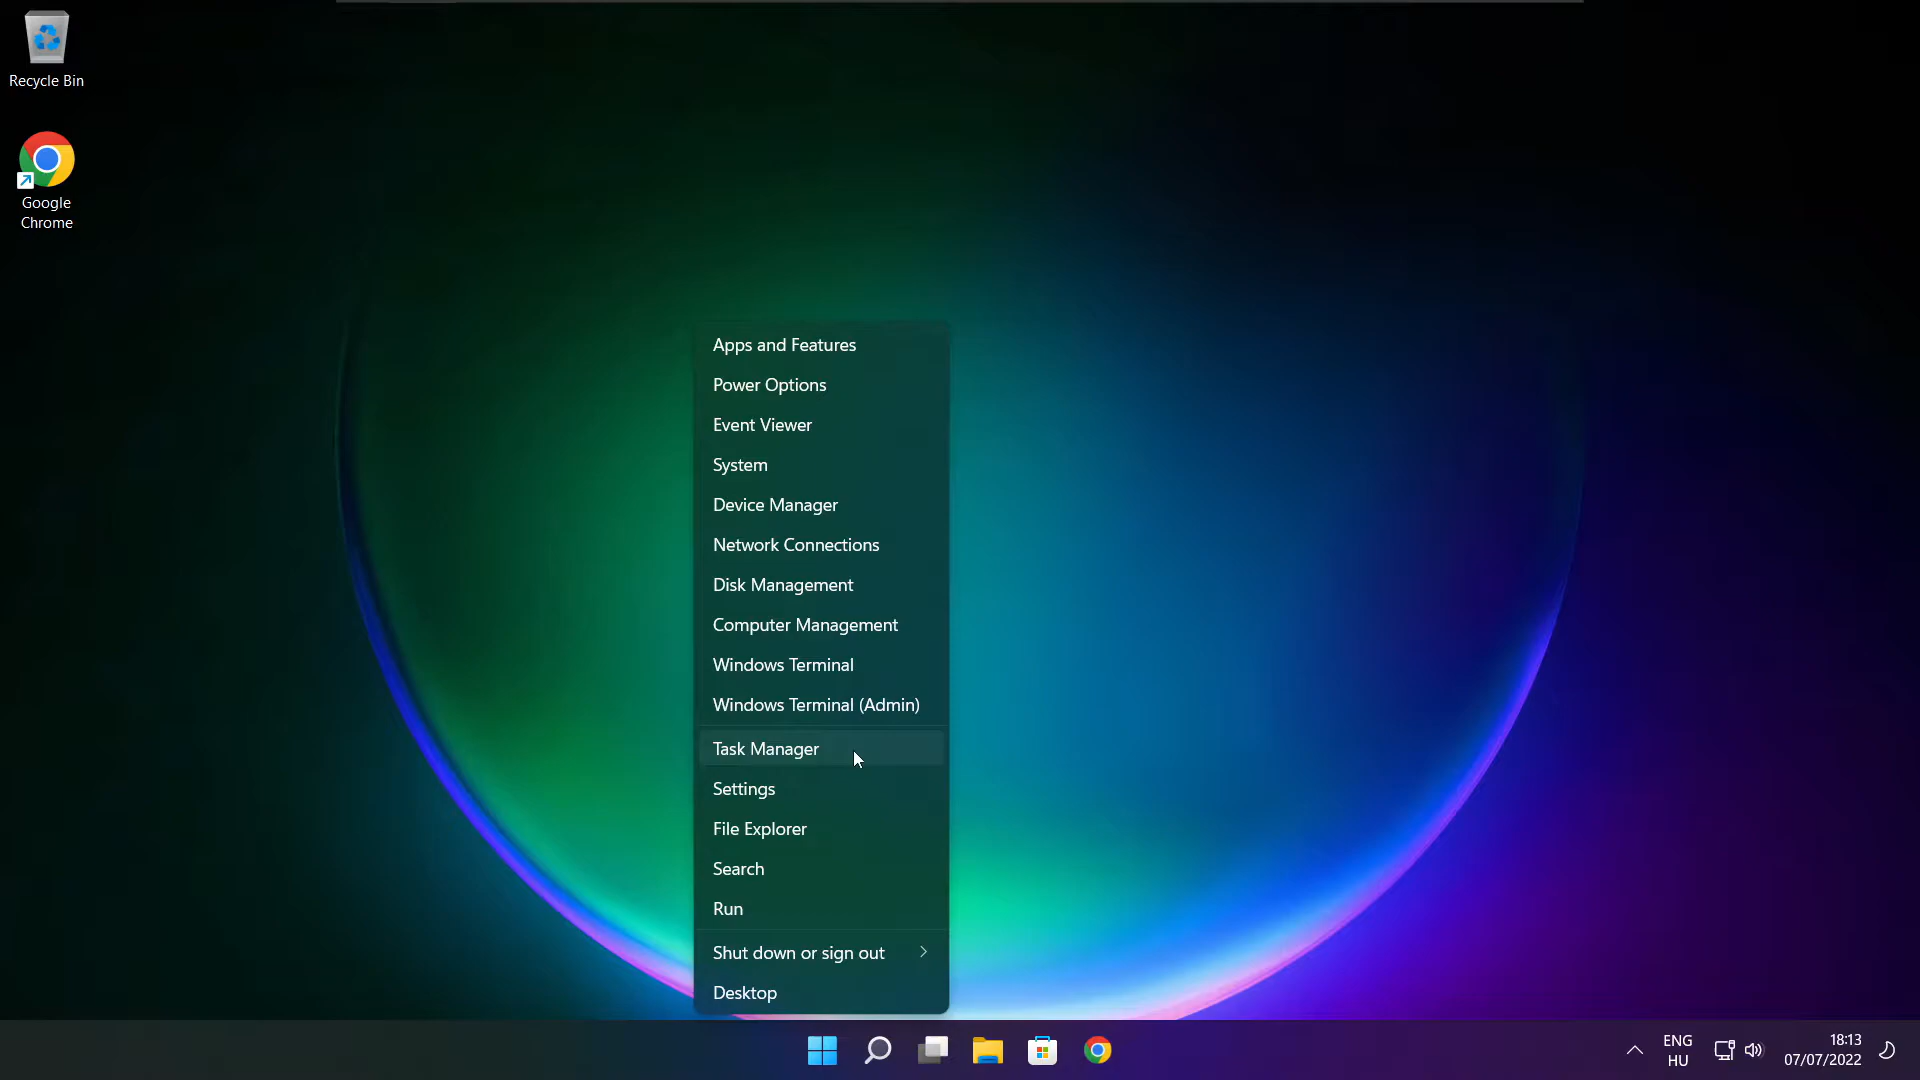 Recycle Bin
Google
Chrome
Apps and Features
Power Options
Event Viewer
System
Device Manager
Network Connections
Disk Management
Computer Management
Windows Terminal
Windows Terminal (Admin)
Task Manager
Settings
File Explorer
Search
Run
Shut down or sign out
Desktop
ENG
HU
18:13
07/07/2022